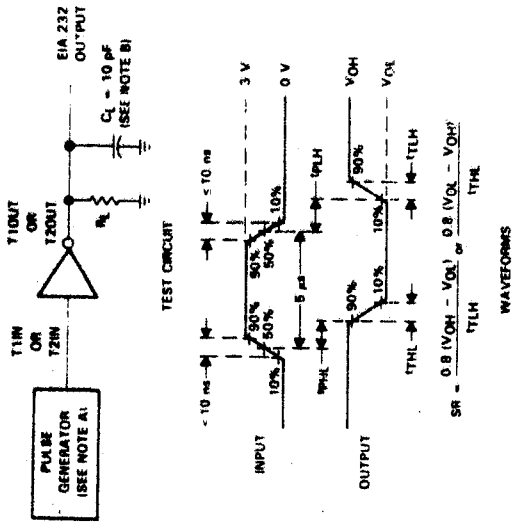 PULSE
GENERATOR
(SEE NOTE A)
T1IN
OR
T2IN
T1OUT
OR
T2OUT
EIA 232
OUTPUT
RL
CL = 10 pF
(SEE NOTE B)
TEST CIRCUIT
INPUT
< 10 ns
≤ 10 ns
90%
50%
10%
90%
50%
10%
3 V
0 V
5 µs
tPHL
tPLH
OUTPUT
90%
10%
10%
90%
VOH
VOL
tTHL
tTLH
SR = 0.8 (VOH − VOL) / tTLH or 0.8 (VOL − VOH) / tTHL
WAVEFORMS